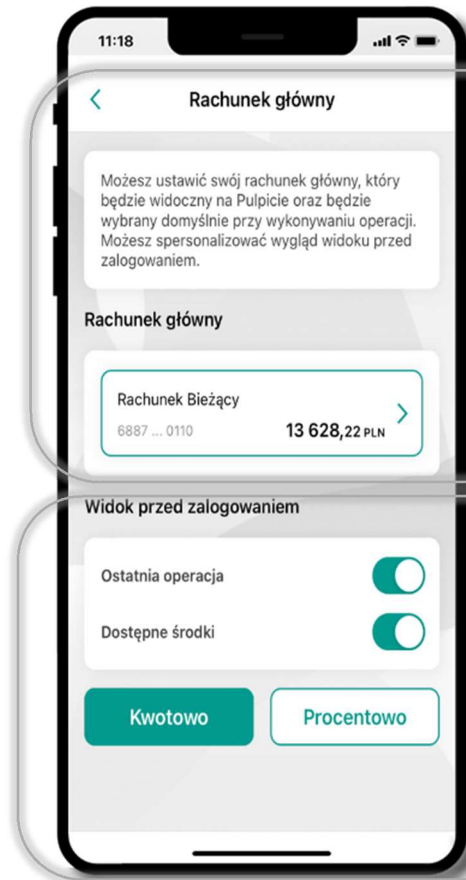 11:18
Rachunek główny
Możesz ustawić swój rachunek główny, który
będzie widoczny na Pulpicie oraz będzie
wybrany domyślnie przy wykonywaniu operacji.
Możesz spersonalizować wygląd widoku przed
zalogowaniem.
Rachunek główny
Rachunek Bieżący
6887 ... 0110
13 628,22 PLN
Widok przed zalogowaniem
Ostatnia operacja
Dostępne środki
Kwotowo
Procentowo